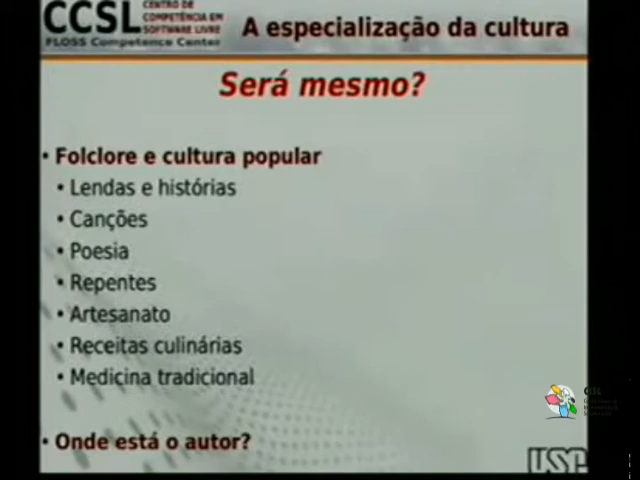 CCSL
CENTRO DE
COMPETÊNCIA EM
SOFTWARE LIVRE
FLOSS Competence Center
A especialização da cultura
Será mesmo?
• Folclore e cultura popular
• Lendas e histórias
• Canções
• Poesia
• Repentes
• Artesanato
• Receitas culinárias
• Medicina tradicional
CCSL
• Onde está o autor?
USP